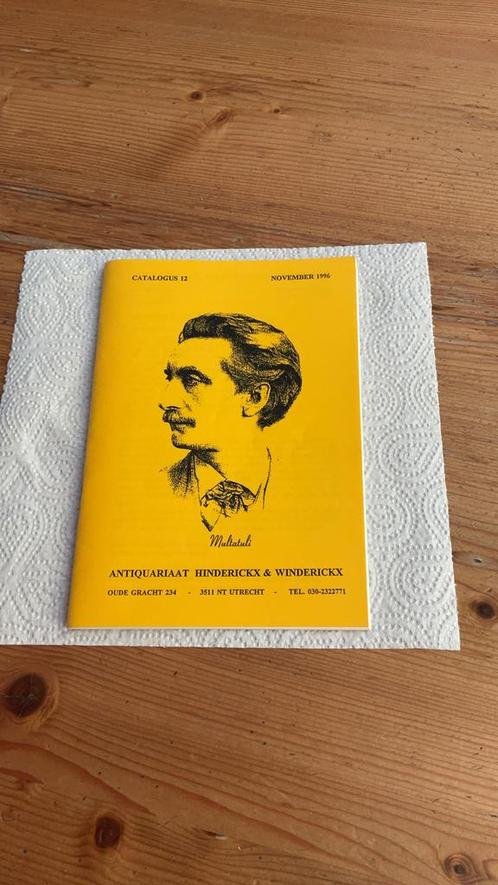 CATALOGUS 12 NOVEMBER 1996
Multatuli
ANTIQUARIAAT HINDERICKX & WINDERICKX
OUDE GRACHT 234 - 3511 NT UTRECHT - TEL. 030-2322771